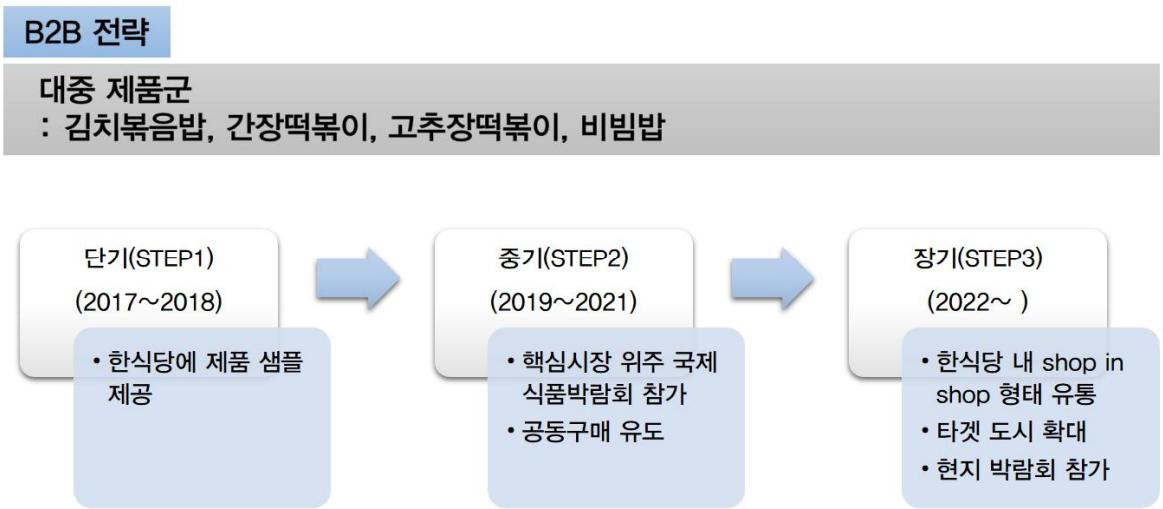 B2B 전략
대중 제품군
: 김치볶음밥, 간장떡볶이, 고추장떡볶이, 비빔밥
단기(STEP1)
(2017~2018)
• 한식당에 제품 샘플
제공
중기(STEP2)
(2019~2021)
• 핵심시장 위주 국제
식품박람회 참가
• 공동구매 유도
장기(STEP3)
(2022~ )
• 한식당 내 shop in
shop 형태 유통
• 타겟 도시 확대
• 현지 박람회 참가